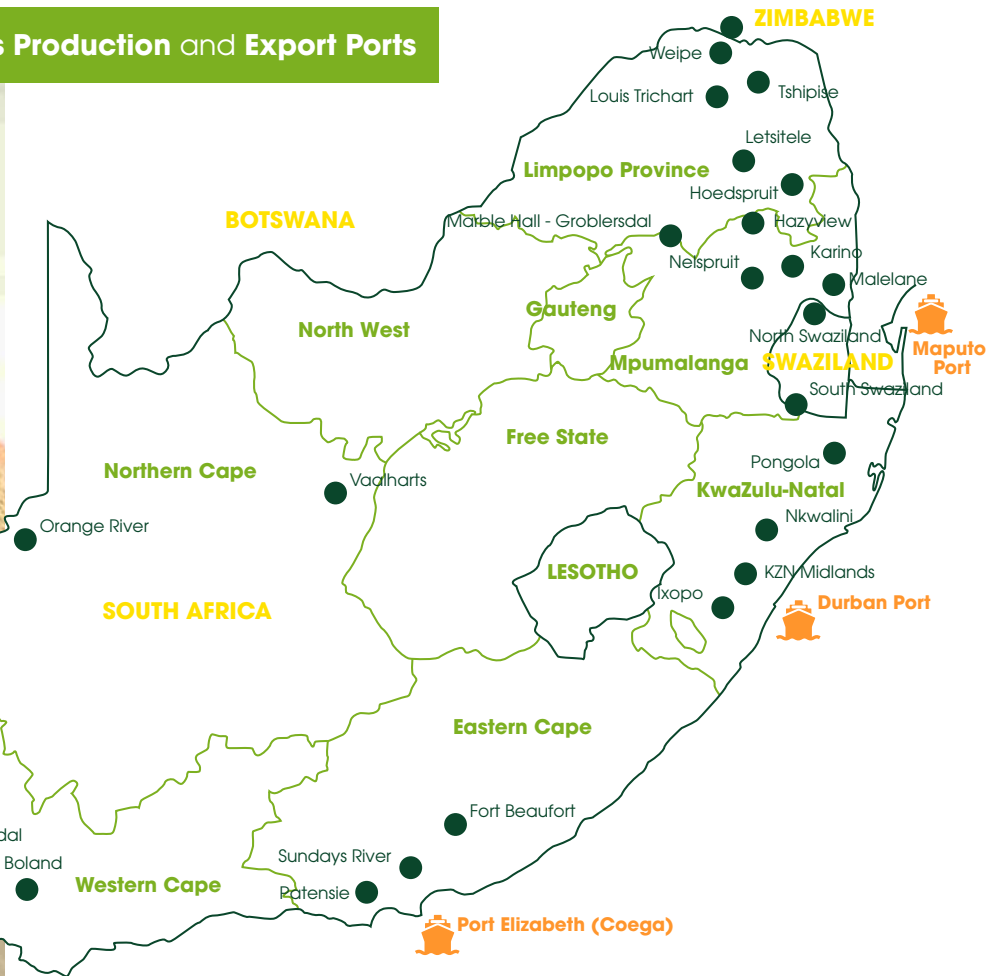 s Production and Export Ports
ZIMBABWE
Weipe
Tshipise
Louis Trichart
Letsitele
Limpopo Province
Hoedspruit
BOTSWANA
Marble Hall - Groblersdal
Hazyview
Karino
Nelspruit
Malelane
Gauteng
North West
North Swaziland
Maputo
Port
Mpumalanga
SWAZILAND
South Swaziland
Free State
Pongola
Northern Cape
Vaalharts
KwaZulu-Natal
Nkwalini
Orange River
LESOTHO
KZN Midlands
Ixopo
Durban Port
SOUTH AFRICA
Eastern Cape
Fort Beaufort
dal
Boland
Sundays River
Western Cape
Patensie
Port Elizabeth (Coega)